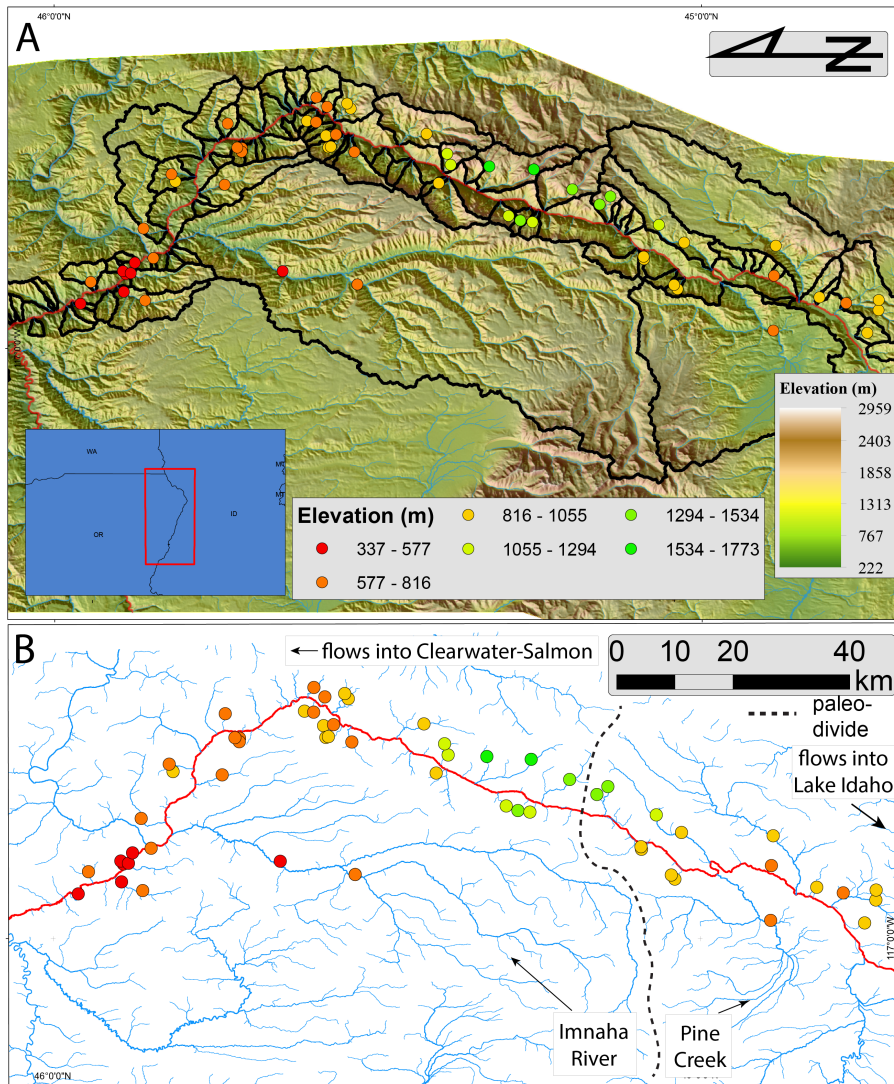 46°0'0"N
45°0'0"N
A
N
WA
OR
ID
MT
MT
Elevation (m)
337 - 577
577 - 816
816 - 1055
1055 - 1294
1294 - 1534
1534 - 1773
Elevation (m)
2959
2403
1858
1313
767
222
B
← flows into Clearwater-Salmon
0 10 20 40
km
paleo-
divide
flows into
Lake Idaho
117°0'0"W
Imnaha
River
Pine
Creek
46°0'0"N